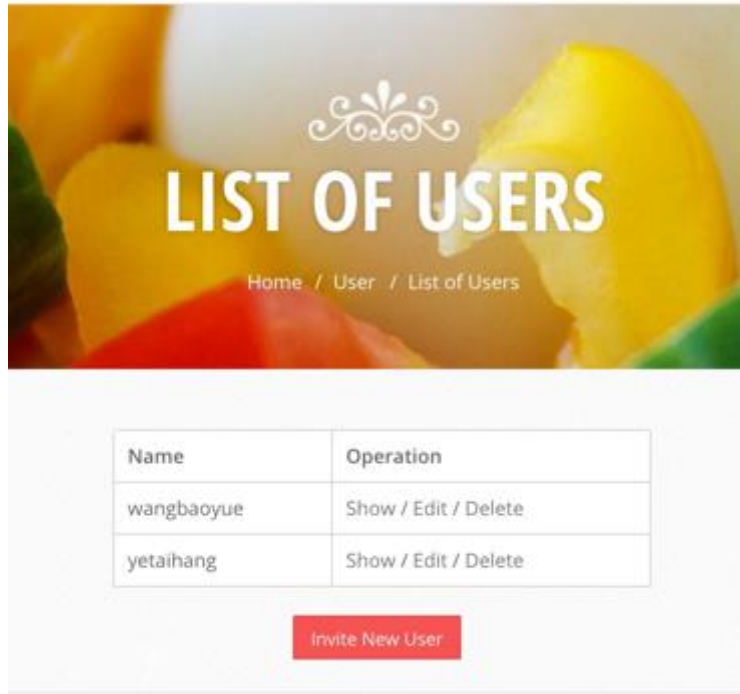 LIST OF USERS
Home / User / List of Users
Name Operation
wangbaoyue Show / Edit / Delete
yetaihang Show / Edit / Delete
Invite New User